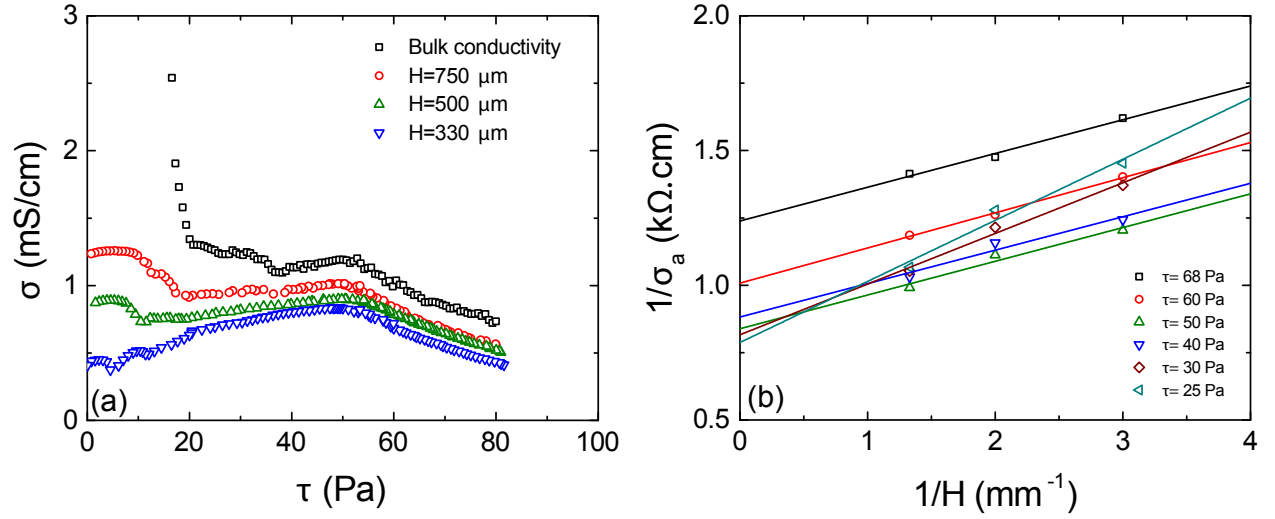 3
2
1
0
σ (mS/cm)
Bulk conductivity
H=750 μm
H=500 μm
H=330 μm
(a)
0 20 40 60 80 100
τ (Pa)
2.0
1.5
1.0
0.5
1/σₐ (kΩ.cm)
τ= 68 Pa
τ= 60 Pa
τ= 50 Pa
τ= 40 Pa
τ= 30 Pa
τ= 25 Pa
(b)
0 1 2 3 4
1/H (mm⁻¹)